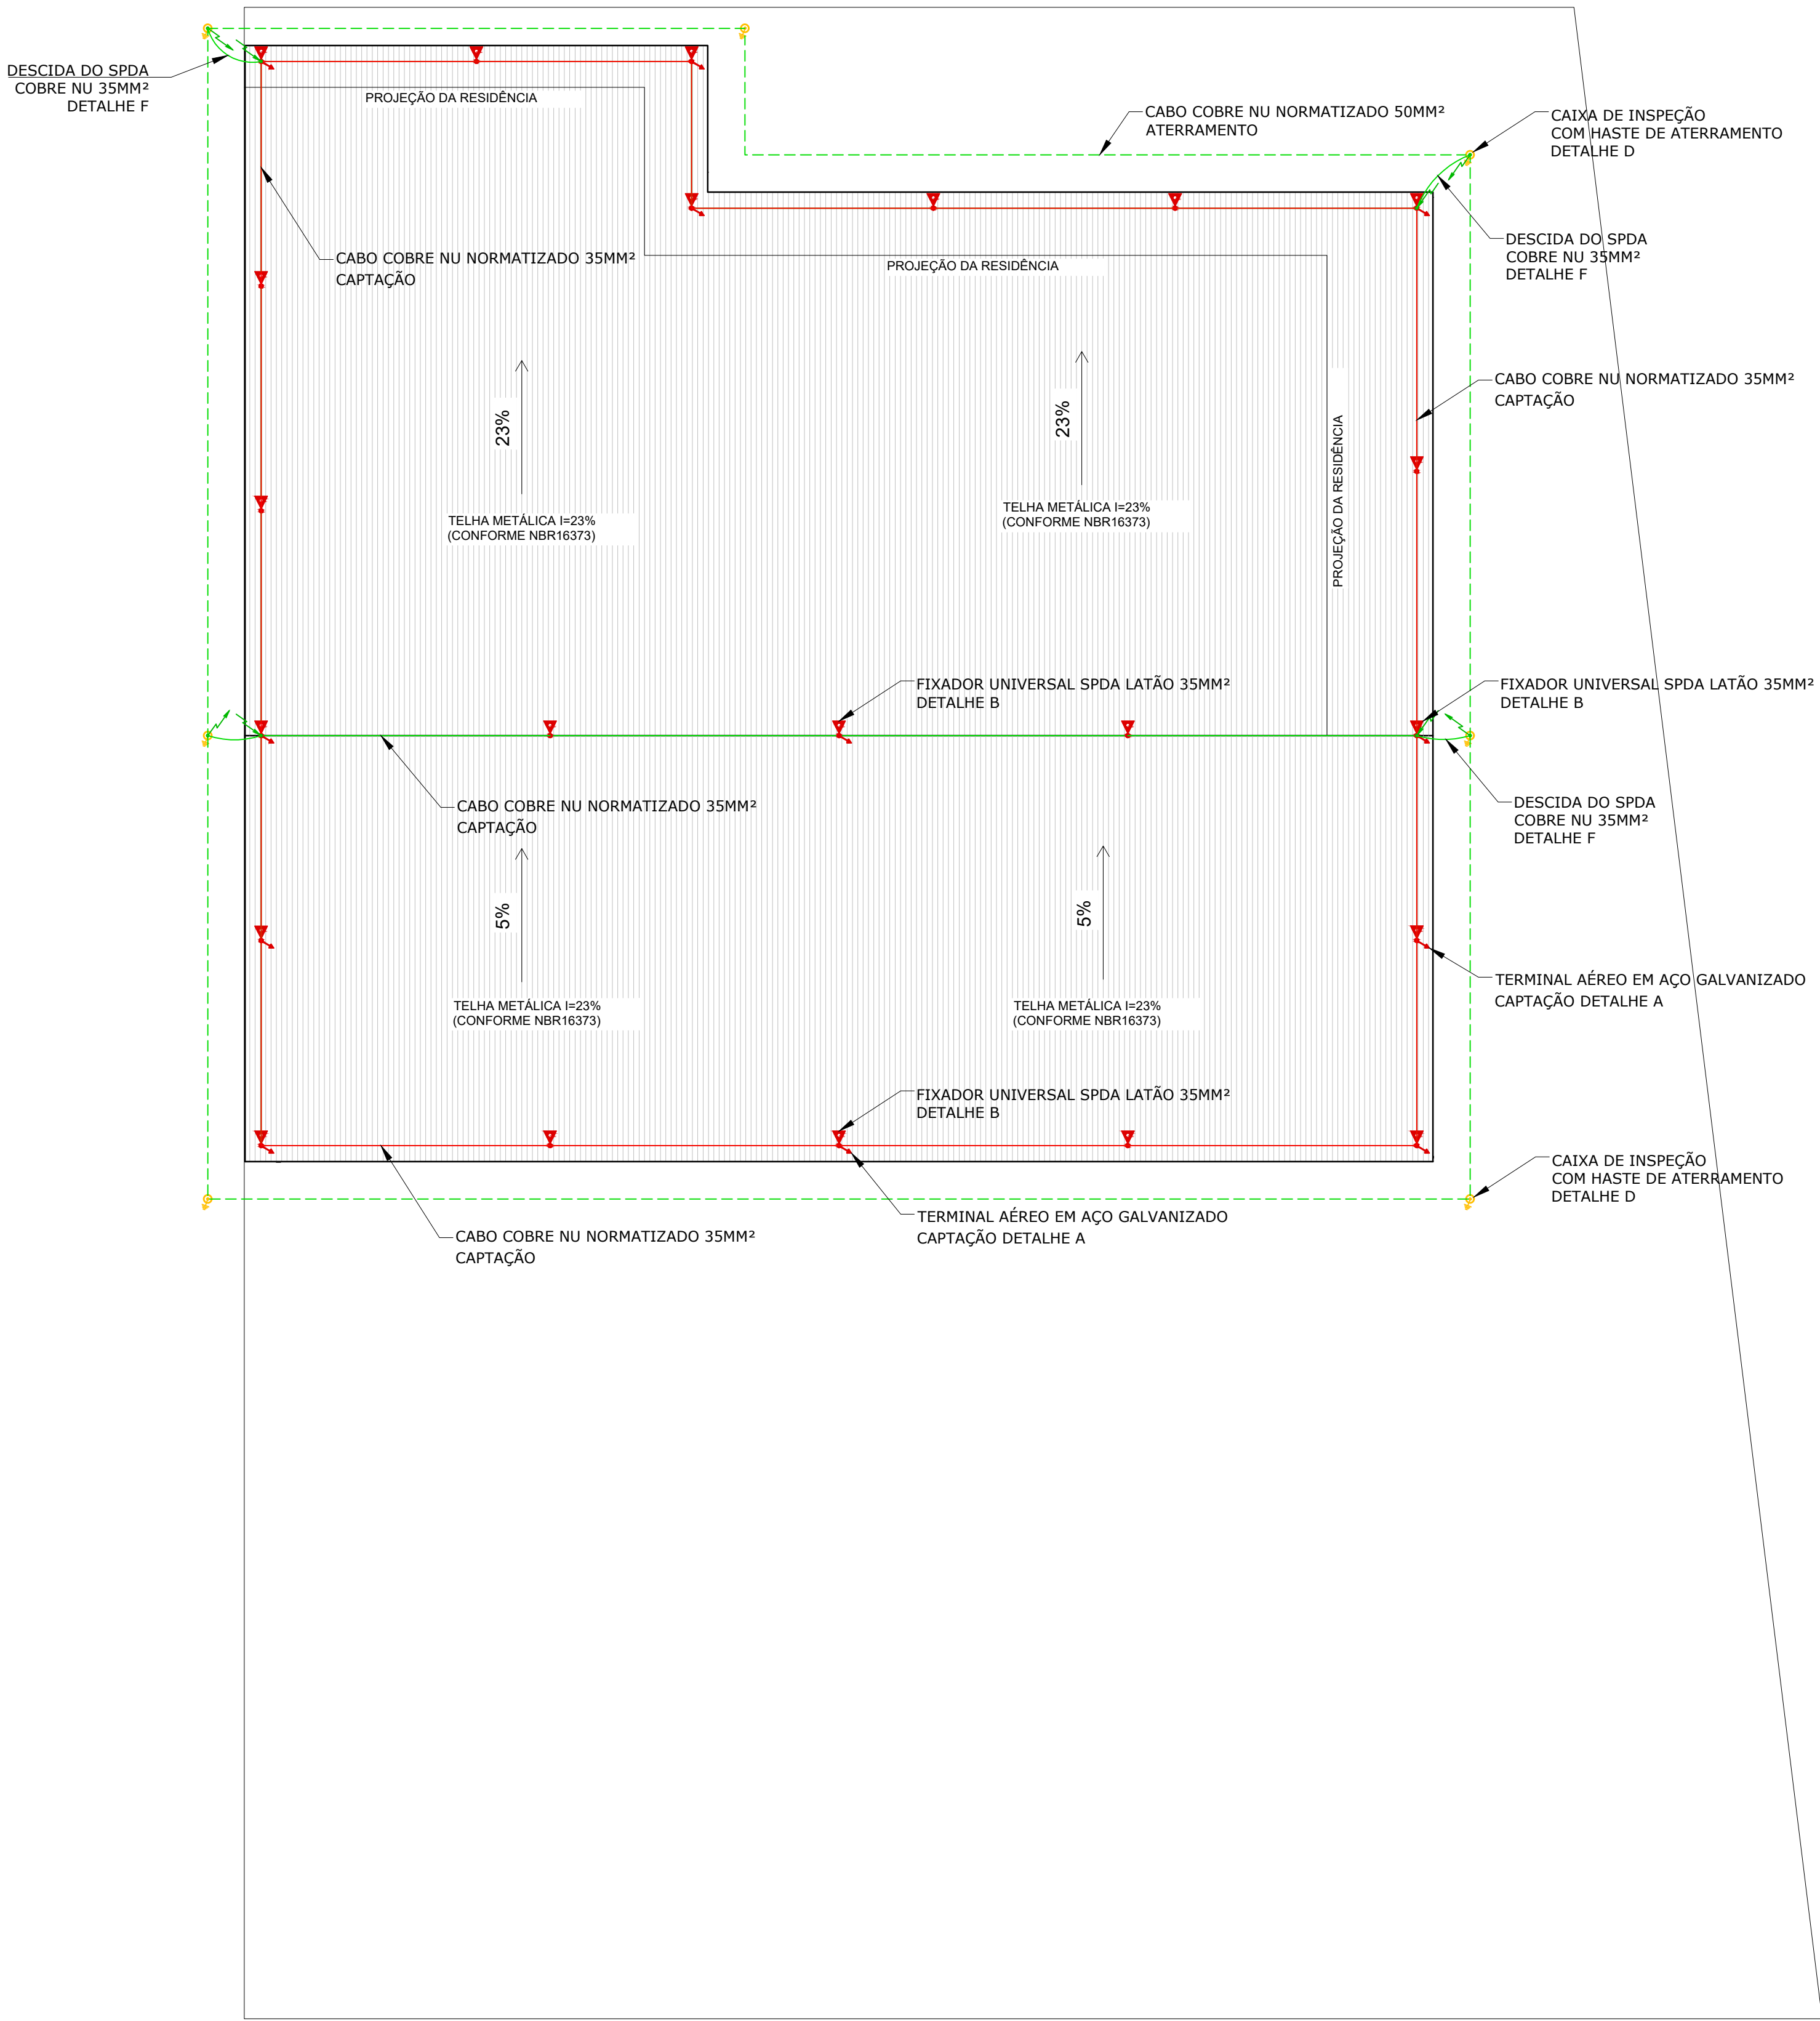 DESCIDA DO SPDA
COBRE NU 35MM²
DETALHE F
PROJEÇÃO DA RESIDÊNCIA
CABO COBRE NU NORMATIZADO 50MM²
ATERRAMENTO
CAIXA DE INSPEÇÃO
COM HASTE DE ATERRAMENTO
DETALHE D
CABO COBRE NU NORMATIZADO 35MM²
CAPTAÇÃO
PROJEÇÃO DA RESIDÊNCIA
DESCIDA DO SPDA
COBRE NU 35MM²
DETALHE F
CABO COBRE NU NORMATIZADO 35MM²
CAPTAÇÃO
23%
23%
PROJEÇÃO DA RESIDÊNCIA
TELHA METÁLICA I=23%
(CONFORME NBR16373)
TELHA METÁLICA I=23%
(CONFORME NBR16373)
FIXADOR UNIVERSAL SPDA LATÃO 35MM²
DETALHE B
FIXADOR UNIVERSAL SPDA LATÃO 35MM²
DETALHE B
CABO COBRE NU NORMATIZADO 35MM²
CAPTAÇÃO
DESCIDA DO SPDA
COBRE NU 35MM²
DETALHE F
5%
5%
TELHA METÁLICA I=23%
(CONFORME NBR16373)
TELHA METÁLICA I=23%
(CONFORME NBR16373)
TERMINAL AÉREO EM AÇO GALVANIZADO
CAPTAÇÃO DETALHE A
FIXADOR UNIVERSAL SPDA LATÃO 35MM²
DETALHE B
CAIXA DE INSPEÇÃO
COM HASTE DE ATERRAMENTO
DETALHE D
CABO COBRE NU NORMATIZADO 35MM²
CAPTAÇÃO
TERMINAL AÉREO EM AÇO GALVANIZADO
CAPTAÇÃO DETALHE A